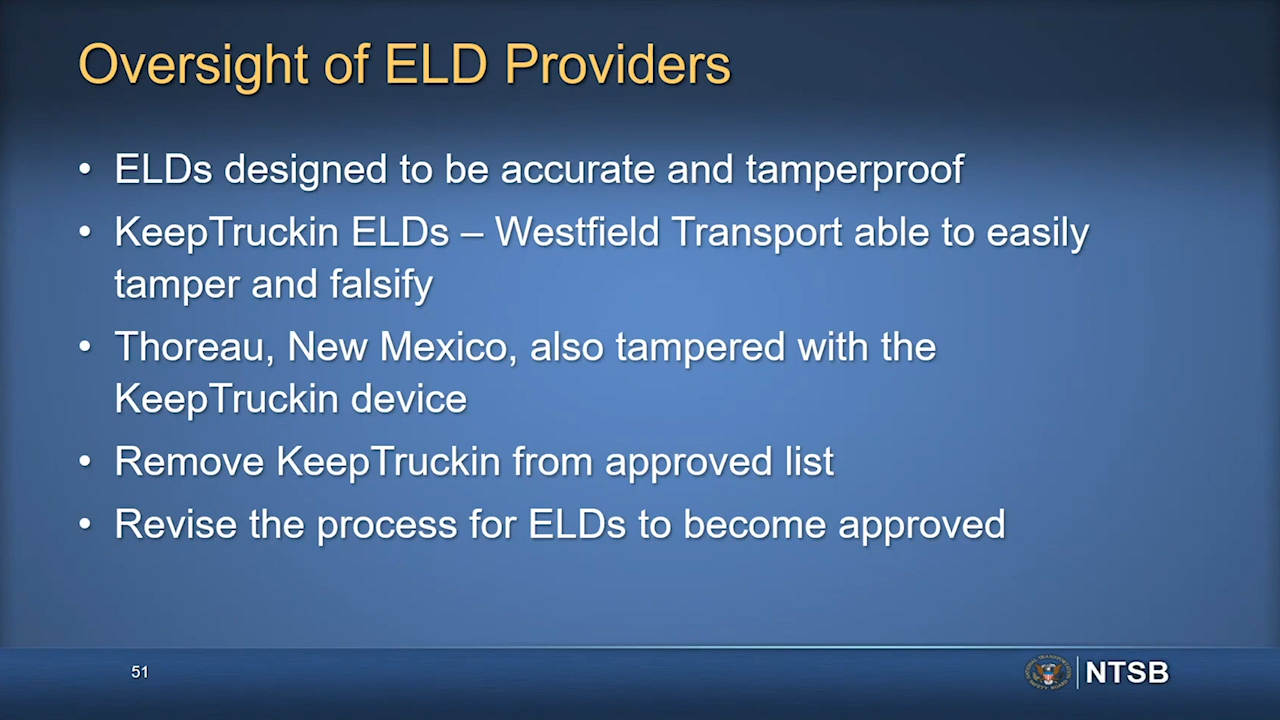 Oversight of ELD Providers
• ELDs designed to be accurate and tamperproof
• KeepTruckin ELDs – Westfield Transport able to easily
tamper and falsify
• Thoreau, New Mexico, also tampered with the
KeepTruckin device
• Remove KeepTruckin from approved list
• Revise the process for ELDs to become approved
51
NTSB